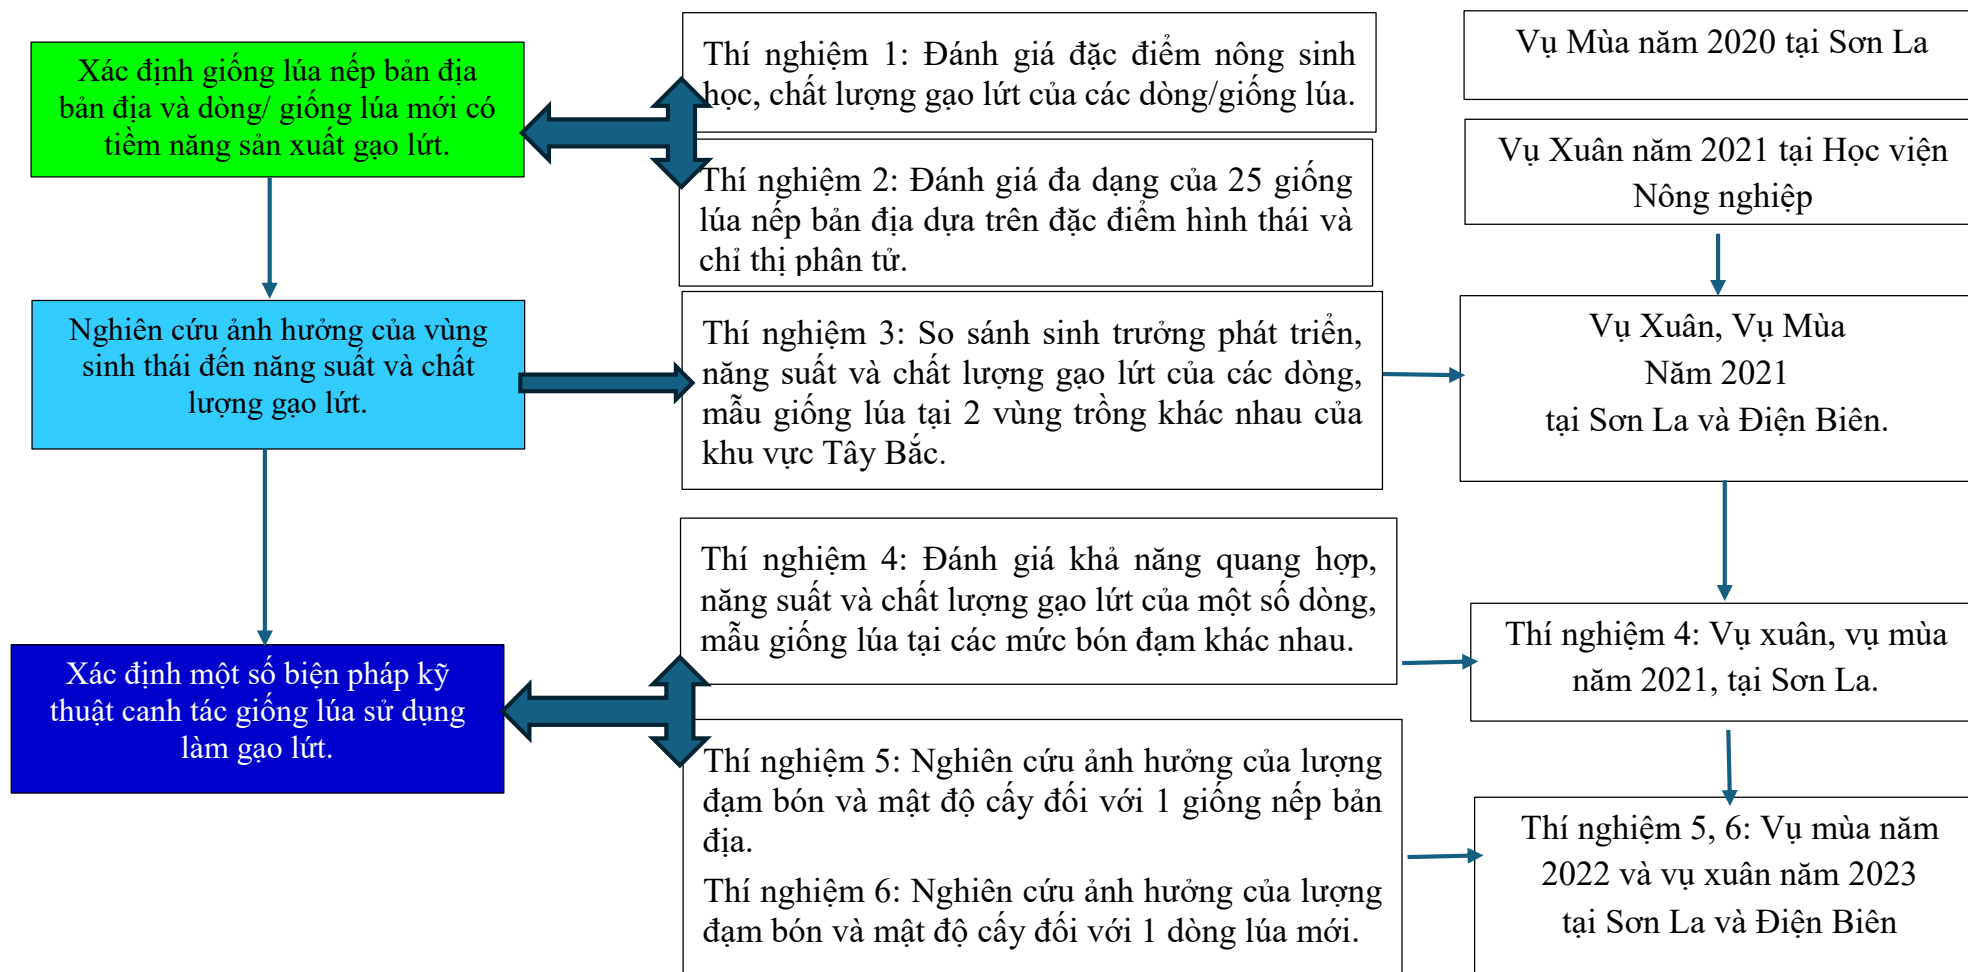 Xác định giống lúa nếp bản địa
bản địa và dòng/ giống lúa mới có
tiềm năng sản xuất gạo lứt.
Thí nghiệm 1: Đánh giá đặc điểm nông sinh
học, chất lượng gạo lứt của các dòng/giống lúa.
Thí nghiệm 2: Đánh giá đa dạng của 25 giống
lúa nếp bản địa dựa trên đặc điểm hình thái và
chỉ thị phân tử.
Vụ Mùa năm 2020 tại Sơn La
Vụ Xuân năm 2021 tại Học viện
Nông nghiệp
Nghiên cứu ảnh hưởng của vùng
sinh thái đến năng suất và chất
lượng gạo lứt.
Thí nghiệm 3: So sánh sinh trưởng phát triển,
năng suất và chất lượng gạo lứt của các dòng,
mẫu giống lúa tại 2 vùng trồng khác nhau của
khu vực Tây Bắc.
Vụ Xuân, Vụ Mùa
Năm 2021
tại Sơn La và Điện Biên.
Xác định một số biện pháp kỹ
thuật canh tác giống lúa sử dụng
làm gạo lứt.
Thí nghiệm 4: Đánh giá khả năng quang hợp,
năng suất và chất lượng gạo lứt của một số dòng,
mẫu giống lúa tại các mức bón đạm khác nhau.
Thí nghiệm 4: Vụ xuân, vụ mùa
năm 2021, tại Sơn La.
Thí nghiệm 5: Nghiên cứu ảnh hưởng của lượng
đạm bón và mật độ cấy đối với 1 giống nếp bản
địa.
Thí nghiệm 6: Nghiên cứu ảnh hưởng của lượng
đạm bón và mật độ cấy đối với 1 dòng lúa mới.
Thí nghiệm 5, 6: Vụ mùa năm
2022 và vụ xuân năm 2023
tại Sơn La và Điện Biên